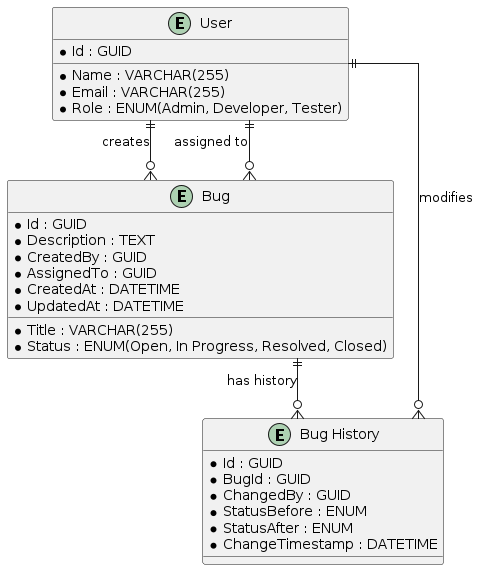 E User
Id : GUID
Name : VARCHAR(255)
Email : VARCHAR(255)
Role : ENUM(Admin, Developer, Tester)
creates
assigned to
modifies
E Bug
Id : GUID
Description : TEXT
CreatedBy : GUID
AssignedTo : GUID
CreatedAt : DATETIME
UpdatedAt : DATETIME
Title : VARCHAR(255)
Status : ENUM(Open, In Progress, Resolved, Closed)
has history
E Bug History
Id : GUID
BugId : GUID
ChangedBy : GUID
StatusBefore : ENUM
StatusAfter : ENUM
ChangeTimestamp : DATETIME